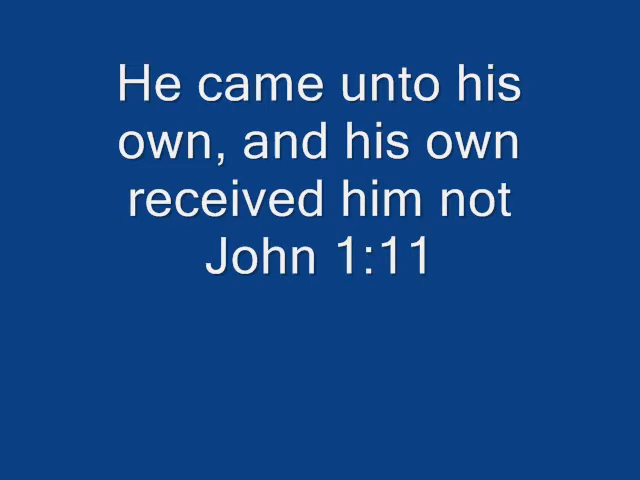 He came unto his
own, and his own
received him not
John 1:11